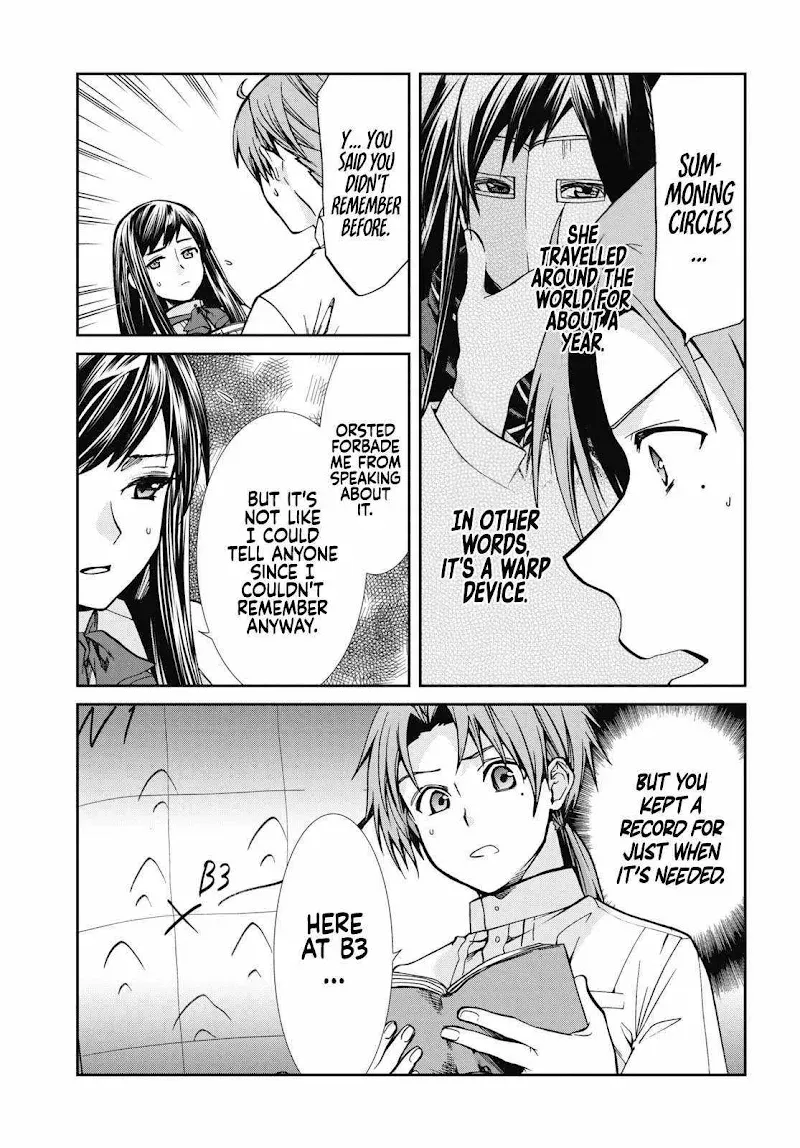 SUM-
MONING
CIRCLES
...
SHE
TRAVELLED
AROUND THE
WORLD FOR
ABOUT A
YEAR.
IN OTHER
WORDS,
IT'S A WARP
DEVICE.
Y... YOU
SAID YOU
DIDN'T
REMEMBER
BEFORE.
ORSTED
FORBADE
ME FROM
SPEAKING
ABOUT
IT.
BUT IT'S
NOT LIKE
I COULD
TELL ANYONE
SINCE I
COULDN'T
REMEMBER
ANYWAY.
BUT YOU
KEPT A
RECORD FOR
JUST WHEN
IT'S NEEDED.
B3
HERE
AT B3
...